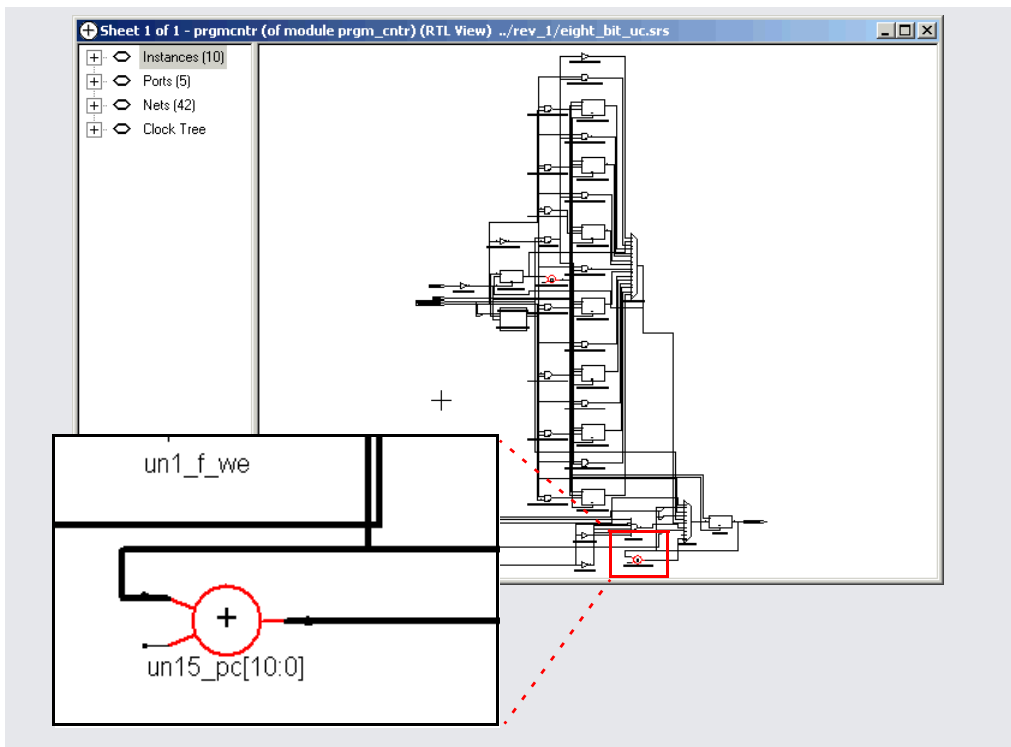 Sheet 1 of 1 - prgmcntr (of module prgm_cntr) (RTL View) ../rev_1/eight_bit_uc.srs
Instances (10)
Ports (5)
Nets (42)
Clock Tree
un1_f_we
+
un15_pc[10:0]